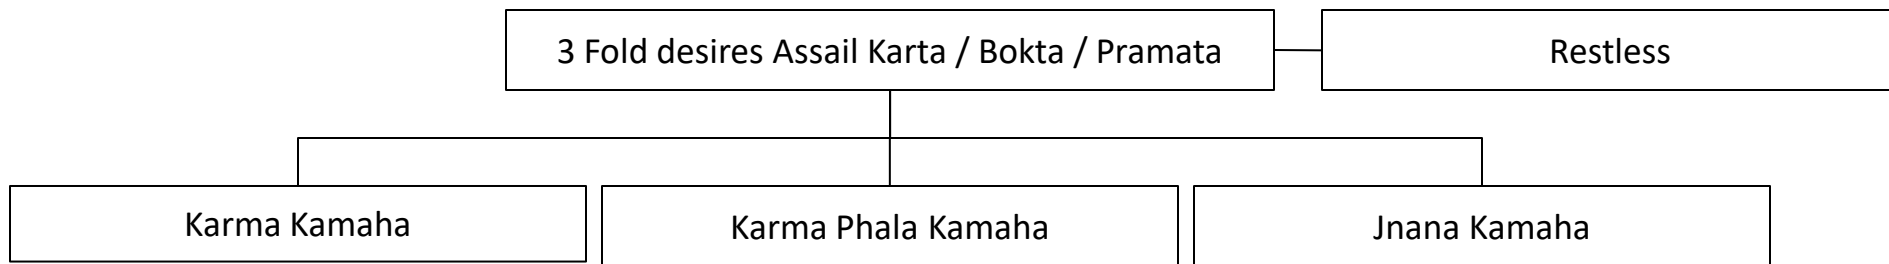 3 Fold desires Assail Karta / Bokta / Pramata
Restless
Karma Kamaha
Karma Phala Kamaha
Jnana Kamaha